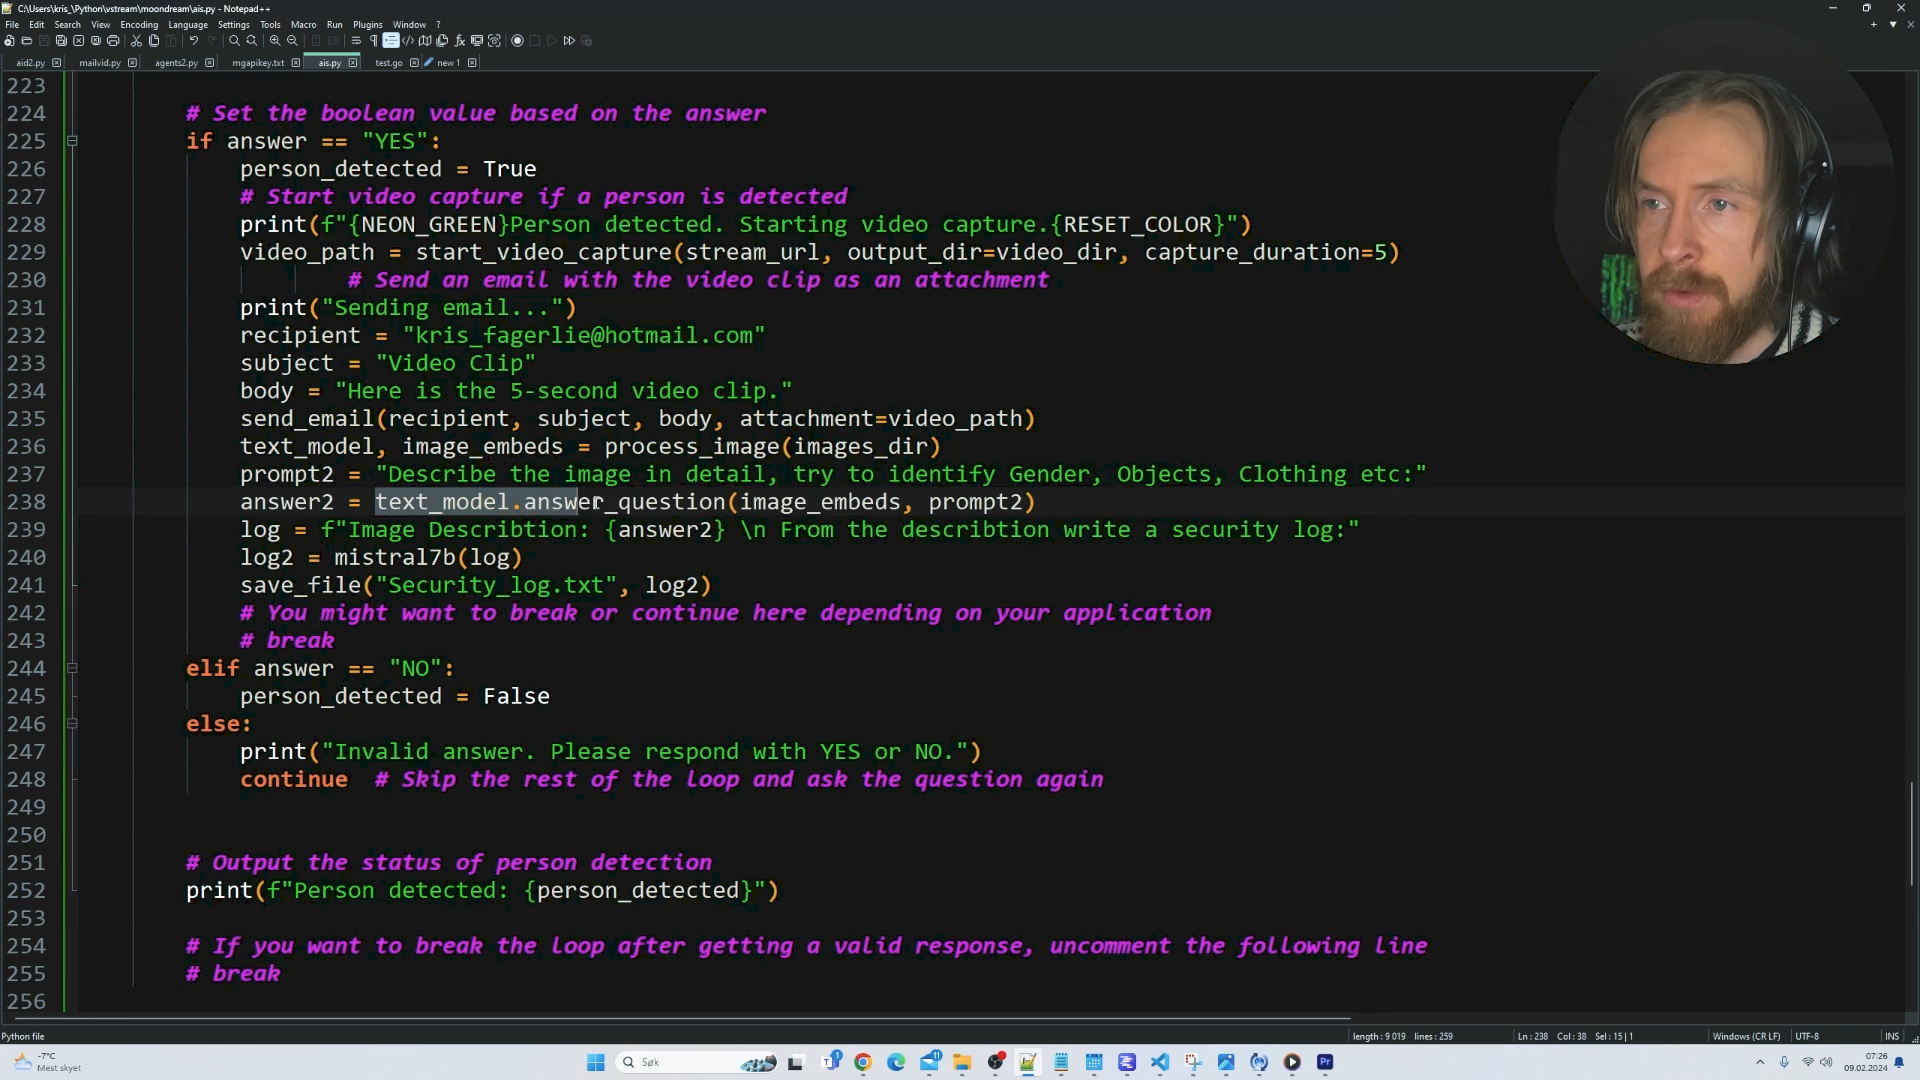 C:\Users\kris_\Python\vstream\moondream\ais.py - Notepad++
File Edit Search View Encoding Language Settings Tools Macro Run Plugins Window ?
aid2.py mailvid.py agents2.py mgapikey.txt ais.py test.go new 1
223
224 # Set the boolean value based on the answer
225 if answer == "YES":
226 person_detected = True
227 # Start video capture if a person is detected
228 print(f"{NEON_GREEN}Person detected. Starting video capture.{RESET_COLOR}")
229 video_path = start_video_capture(stream_url, output_dir=video_dir, capture_duration=5)
230 # Send an email with the video clip as an attachment
231 print("Sending email...")
232 recipient = "kris_fagerlie@hotmail.com"
233 subject = "Video Clip"
234 body = "Here is the 5-second video clip."
235 send_email(recipient, subject, body, attachment=video_path)
236 text_model, image_embeds = process_image(images_dir)
237 prompt2 = "Describe the image in detail, try to identify Gender, Objects, Clothing etc:"
238 answer2 = text_model.answer_question(image_embeds, prompt2)
239 log = f"Image Describtion: {answer2} \n From the describtion write a security log:"
240 log2 = mistral7b(log)
241 save_file("Security_log.txt", log2)
242 # You might want to break or continue here depending on your application
243 # break
244 elif answer == "NO":
245 person_detected = False
246 else:
247 print("Invalid answer. Please respond with YES or NO.")
248 continue # Skip the rest of the loop and ask the question again
249
250
251 # Output the status of person detection
252 print(f"Person detected: {person_detected}")
253
254 # If you want to break the loop after getting a valid response, uncomment the following line
255 # break
256
Python file length : 9 019 lines : 259 Ln : 238 Col : 38 Sel : 15 | 1 Windows (CR LF) UTF-8 INS
-7°C
Mest skyet
Søk
07:26
09.02.2024